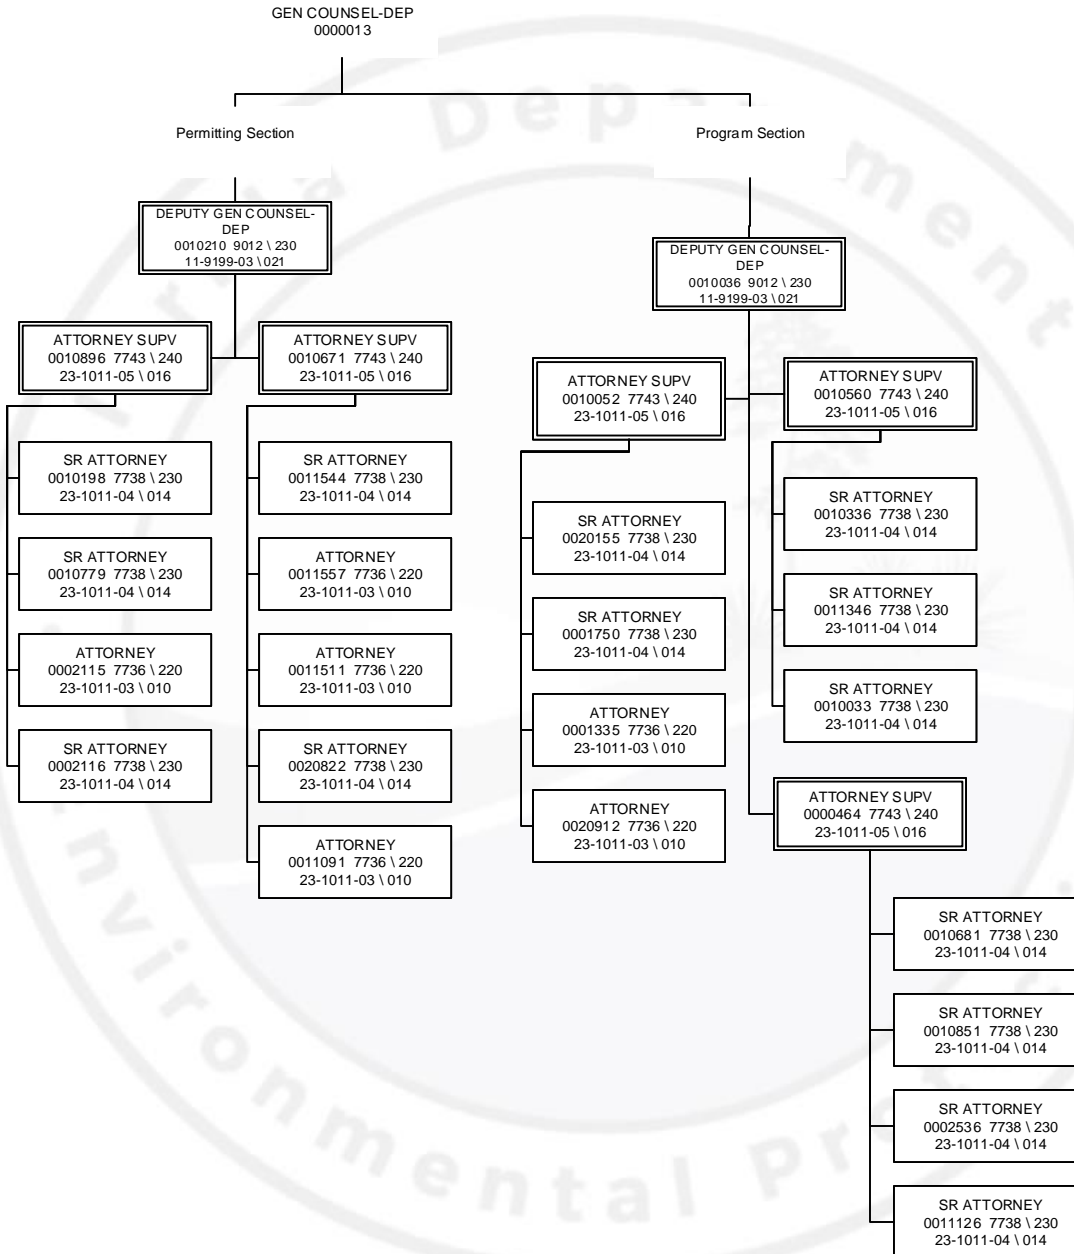 GEN COUNSEL-DEP
0000013
Permitting Section
Program Section
DEPUTY GEN COUNSEL-
DEP
0010210 9012 \ 230
11-9199-03 \ 021
DEPUTY GEN COUNSEL-
DEP
0010036 9012 \ 230
11-9199-03 \ 021
ATTORNEY SUPV
0010896 7743 \ 240
23-1011-05 \ 016
ATTORNEY SUPV
0010671 7743 \ 240
23-1011-05 \ 016
ATTORNEY SUPV
0010052 7743 \ 240
23-1011-05 \ 016
ATTORNEY SUPV
0010560 7743 \ 240
23-1011-05 \ 016
SR ATTORNEY
0010198 7738 \ 230
23-1011-04 \ 014
SR ATTORNEY
0010779 7738 \ 230
23-1011-04 \ 014
ATTORNEY
0002115 7736 \ 220
23-1011-03 \ 010
SR ATTORNEY
0002116 7738 \ 230
23-1011-04 \ 014
SR ATTORNEY
0011544 7738 \ 230
23-1011-04 \ 014
ATTORNEY
0011557 7736 \ 220
23-1011-03 \ 010
ATTORNEY
0011511 7736 \ 220
23-1011-03 \ 010
SR ATTORNEY
0020822 7738 \ 230
23-1011-04 \ 014
ATTORNEY
0011091 7736 \ 220
23-1011-03 \ 010
SR ATTORNEY
0020155 7738 \ 230
23-1011-04 \ 014
SR ATTORNEY
0001750 7738 \ 230
23-1011-04 \ 014
ATTORNEY
0001335 7736 \ 220
23-1011-03 \ 010
ATTORNEY
0020912 7736 \ 220
23-1011-03 \ 010
SR ATTORNEY
0010336 7738 \ 230
23-1011-04 \ 014
SR ATTORNEY
0011346 7738 \ 230
23-1011-04 \ 014
SR ATTORNEY
0010033 7738 \ 230
23-1011-04 \ 014
ATTORNEY SUPV
0000464 7743 \ 240
23-1011-05 \ 016
SR ATTORNEY
0010681 7738 \ 230
23-1011-04 \ 014
SR ATTORNEY
0010851 7738 \ 230
23-1011-04 \ 014
SR ATTORNEY
0002536 7738 \ 230
23-1011-04 \ 014
SR ATTORNEY
0011126 7738 \ 230
23-1011-04 \ 014
Environmental